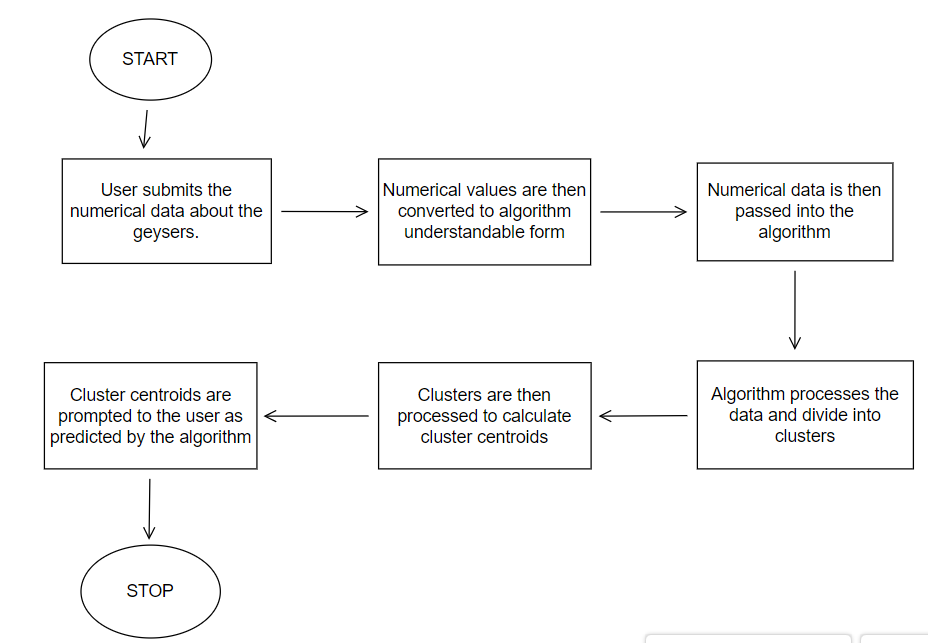 START
User submits the
numerical data about the
geysers.
Numerical values are then
converted to algorithm
understandable form
Numerical data is then
passed into the
algorithm
Algorithm processes the
data and divide into
clusters
Clusters are then
processed to calculate
cluster centroids
Cluster centroids are
prompted to the user as
predicted by the algorithm
STOP